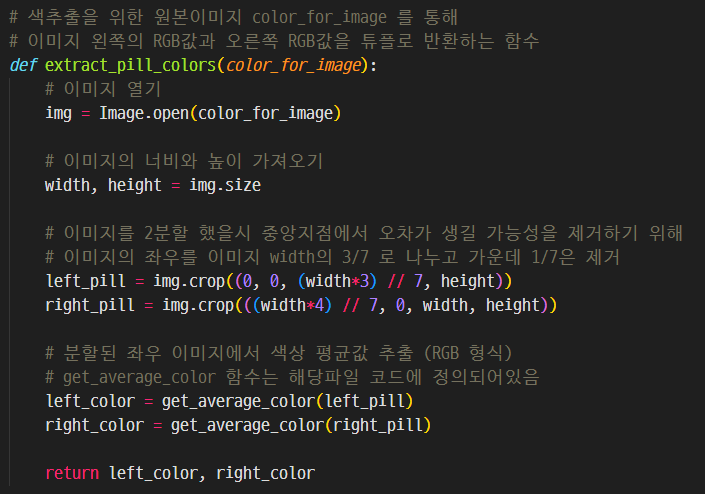 # 색추출을 위한 원본이미지 color_for_image 를 통해
# 이미지 왼쪽의 RGB값과 오른쪽 RGB값을 튜플로 반환하는 함수
def extract_pill_colors(color_for_image):
    # 이미지 열기
    img = Image.open(color_for_image)

    # 이미지의 너비와 높이 가져오기
    width, height = img.size

    # 이미지를 2분할 했을시 중앙지점에서 오차가 생길 가능성을 제거하기 위해
    # 이미지의 좌우를 이미지 width의 3/7 로 나누고 가운데 1/7은 제거
    left_pill = img.crop((0, 0, (width*3) // 7, height))
    right_pill = img.crop(((width*4) // 7, 0, width, height))

    # 분할된 좌우 이미지에서 색상 평균값 추출 (RGB 형식)
    # get_average_color 함수는 해당파일 코드에 정의되어있음
    left_color = get_average_color(left_pill)
    right_color = get_average_color(right_pill)

    return left_color, right_color